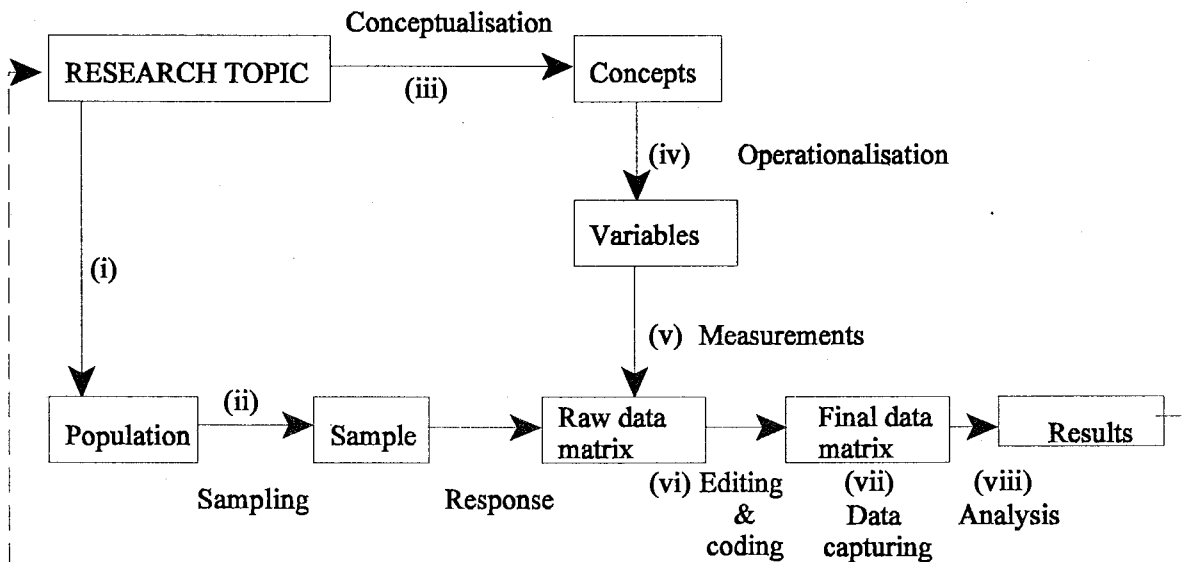 Conceptualisation
RESEARCH TOPIC
(iii)
Concepts
(iv) Operationalisation
Variables
(i)
(v) Measurements
Population
(ii)
Sample
Raw data
matrix
Final data
matrix
Results
Sampling
Response
(vi) Editing
&
coding
(vii)
Data
capturing
(viii)
Analysis